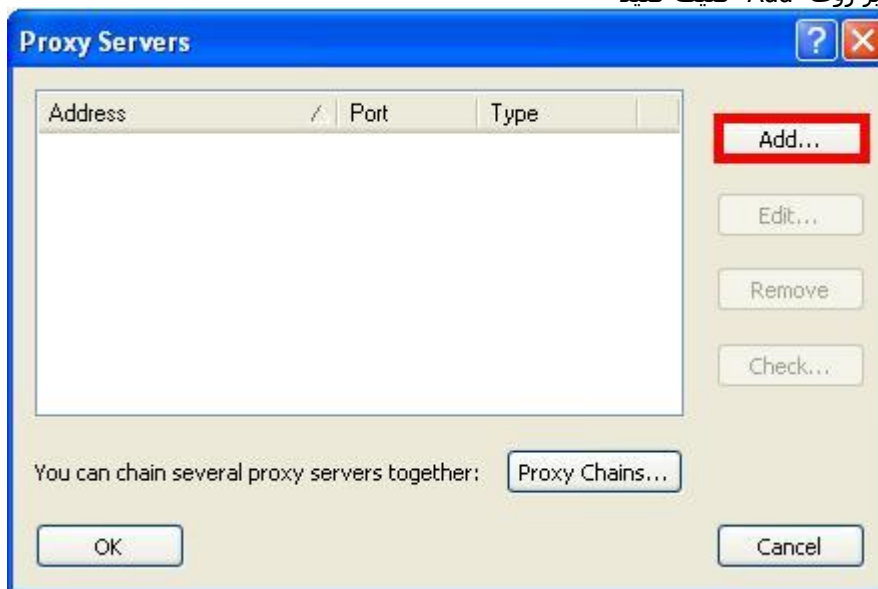 Add
Proxy Servers
Address Port Type
Add...
Edit...
Remove
Check...
You can chain several proxy servers together: Proxy Chains...
OK Cancel